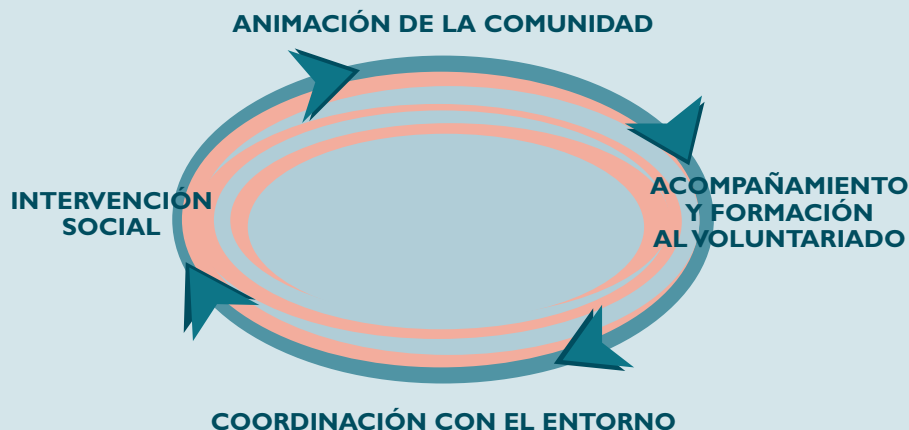 ANIMACIÓN DE LA COMUNIDAD
INTERVENCIÓN
SOCIAL
ACOMPAÑAMIENTO
Y FORMACIÓN
AL VOLUNTARIADO
COORDINACIÓN CON EL ENTORNO